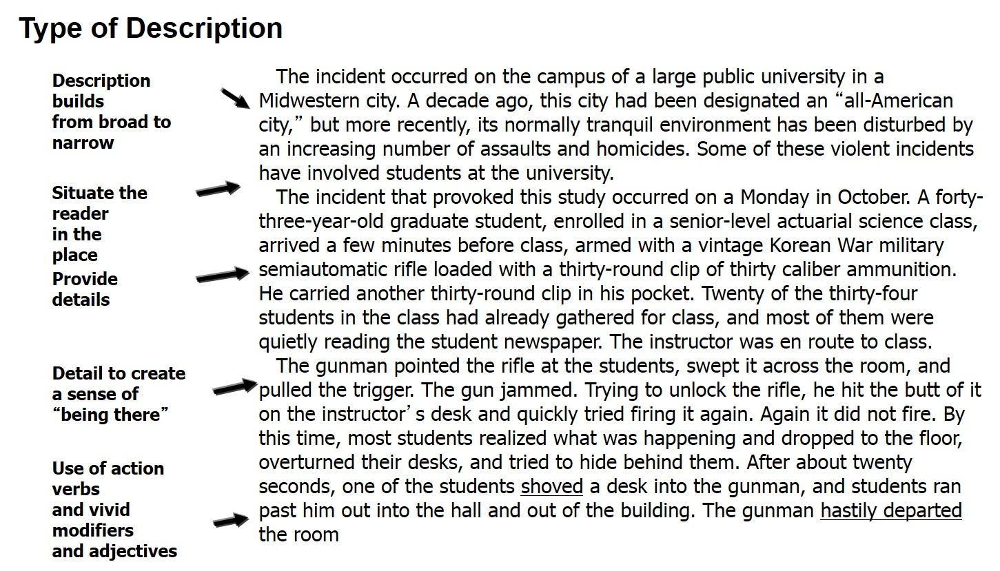 Type of Description
Description
builds
from broad to
narrow
Situate the
reader
in the
place
Provide
details
Detail to create
a sense of
“being there”
Use of action
verbs
and vivid
modifiers
and adjectives
The incident occurred on the campus of a large public university in a
Midwestern city. A decade ago, this city had been designated an “all-American
city,” but more recently, its normally tranquil environment has been disturbed by
an increasing number of assaults and homicides. Some of these violent incidents
have involved students at the university.
The incident that provoked this study occurred on a Monday in October. A forty-
three-year-old graduate student, enrolled in a senior-level actuarial science class,
arrived a few minutes before class, armed with a vintage Korean War military
semiautomatic rifle loaded with a thirty-round clip of thirty caliber ammunition.
He carried another thirty-round clip in his pocket. Twenty of the thirty-four
students in the class had already gathered for class, and most of them were
quietly reading the student newspaper. The instructor was en route to class.
The gunman pointed the rifle at the students, swept it across the room, and
pulled the trigger. The gun jammed. Trying to unlock the rifle, he hit the butt of it
on the instructor’s desk and quickly tried firing it again. Again it did not fire. By
this time, most students realized what was happening and dropped to the floor,
overturned their desks, and tried to hide behind them. After about twenty
seconds, one of the students shoved a desk into the gunman, and students ran
past him out into the hall and out of the building. The gunman hastily departed
the room